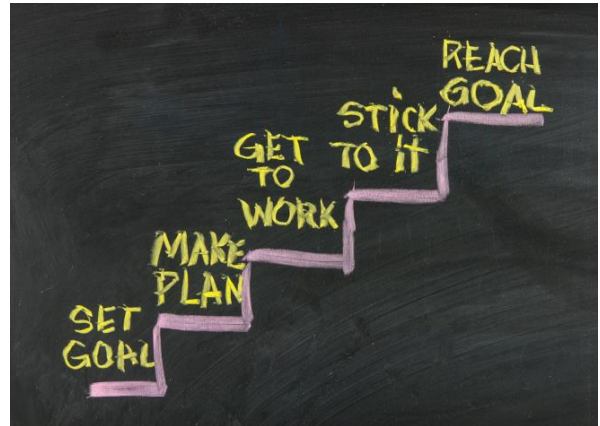 SET
GOAL
MAKE
PLAN
GET
TO
WORK
STICK
TO IT
REACH
GOAL